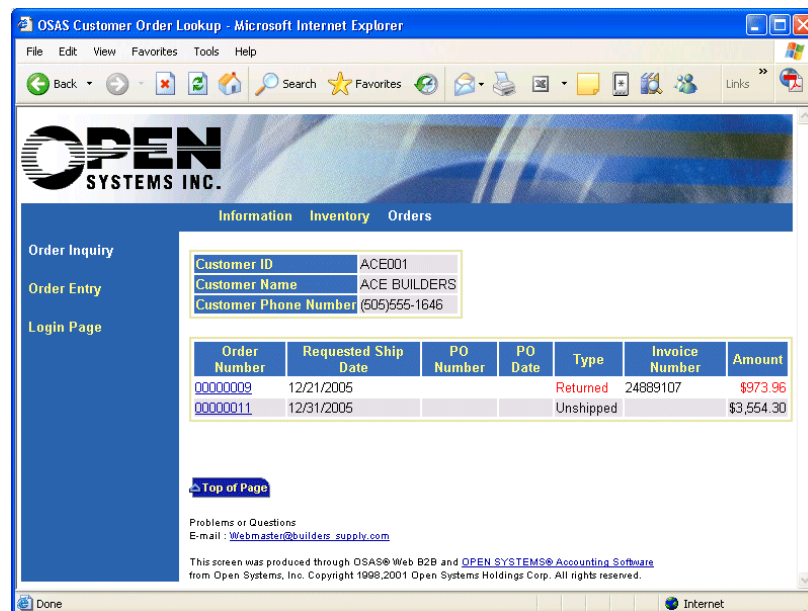 OSAS Customer Order Lookup - Microsoft Internet Explorer
File Edit View Favorites Tools Help
Back Search Favorites Links »
OPEN
SYSTEMS INC.
Information Inventory Orders
Order Inquiry
Order Entry
Login Page
Customer ID ACE001
Customer Name ACE BUILDERS
Customer Phone Number (505)555-1646
Order Number Requested Ship Date PO Number PO Date Type Invoice Number Amount
00000009 12/21/2005 Returned 24889107 $973.96
00000011 12/31/2005 Unshipped $3,554.30
Top of Page
Problems or Questions
E-mail : Webmaster@builders_supply.com
This screen was produced through OSAS® Web B2B and OPEN SYSTEMS® Accounting Software
from Open Systems, Inc. Copyright 1998,2001 Open Systems Holdings Corp. All rights reserved.
Done Internet